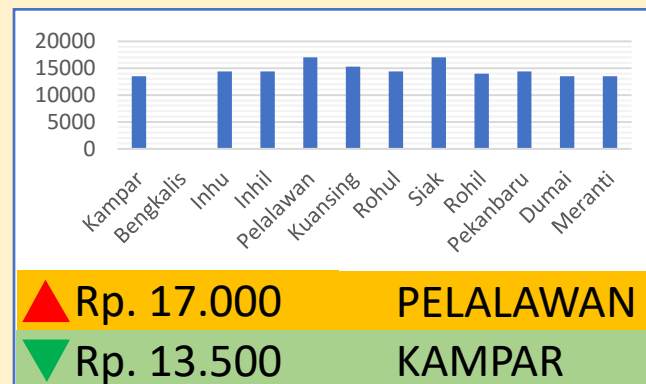 20000
15000
10000
5000
0
Kampar
Bengkalis
Inhu
Inhil
Pelalawan
Kuansing
Rohul
Siak
Rohil
Pekanbaru
Dumai
Meranti
Rp. 17.000 PELALAWAN
Rp. 13.500 KAMPAR